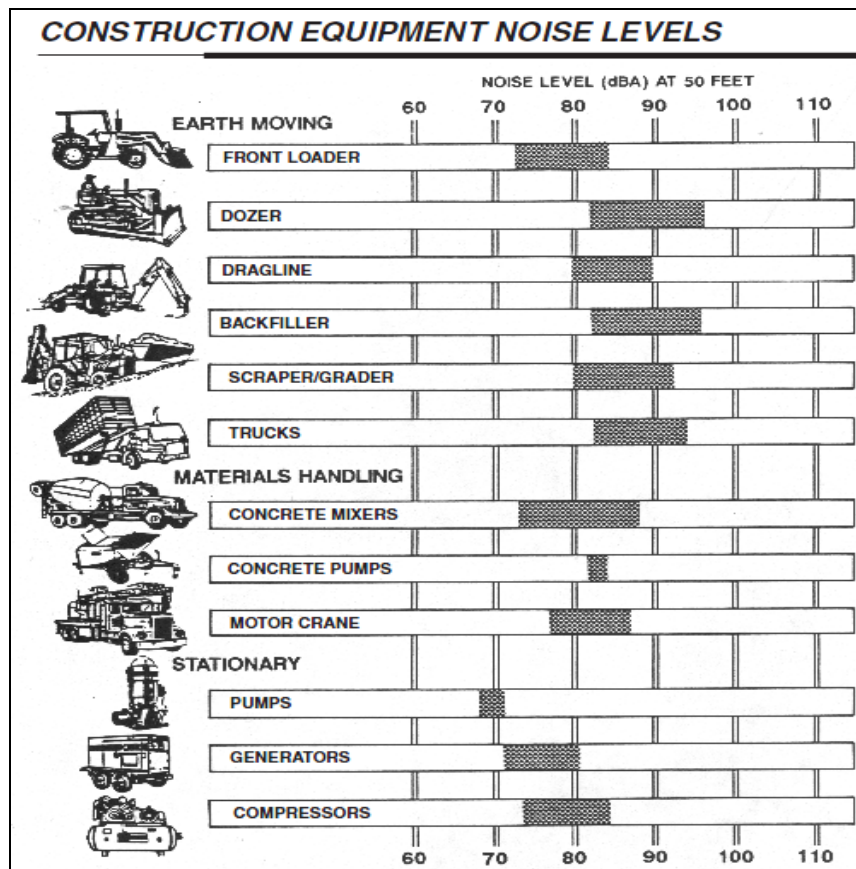 CONSTRUCTION EQUIPMENT NOISE LEVELS
NOISE LEVEL (dBA) AT 50 FEET
60 70 80 90 100 110
EARTH MOVING
FRONT LOADER
DOZER
DRAGLINE
BACKFILLER
SCRAPER/GRADER
TRUCKS
MATERIALS HANDLING
CONCRETE MIXERS
CONCRETE PUMPS
MOTOR CRANE
STATIONARY
PUMPS
GENERATORS
COMPRESSORS
60 70 80 90 100 110